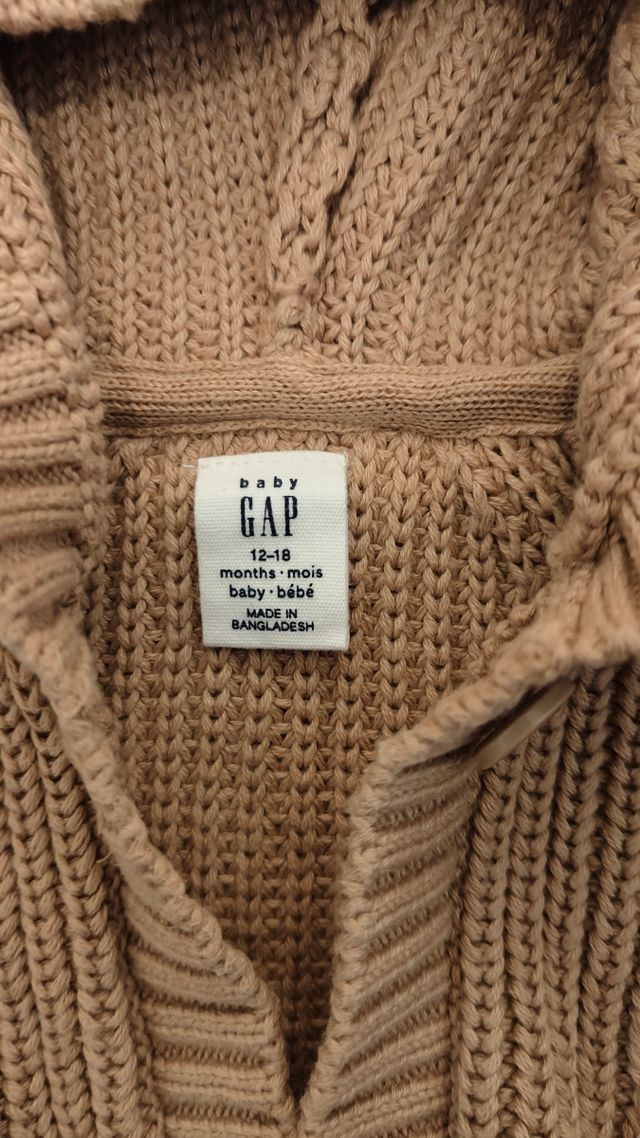 baby
GAP
12–18
months · mois
baby · bébé
MADE IN
BANGLADESH